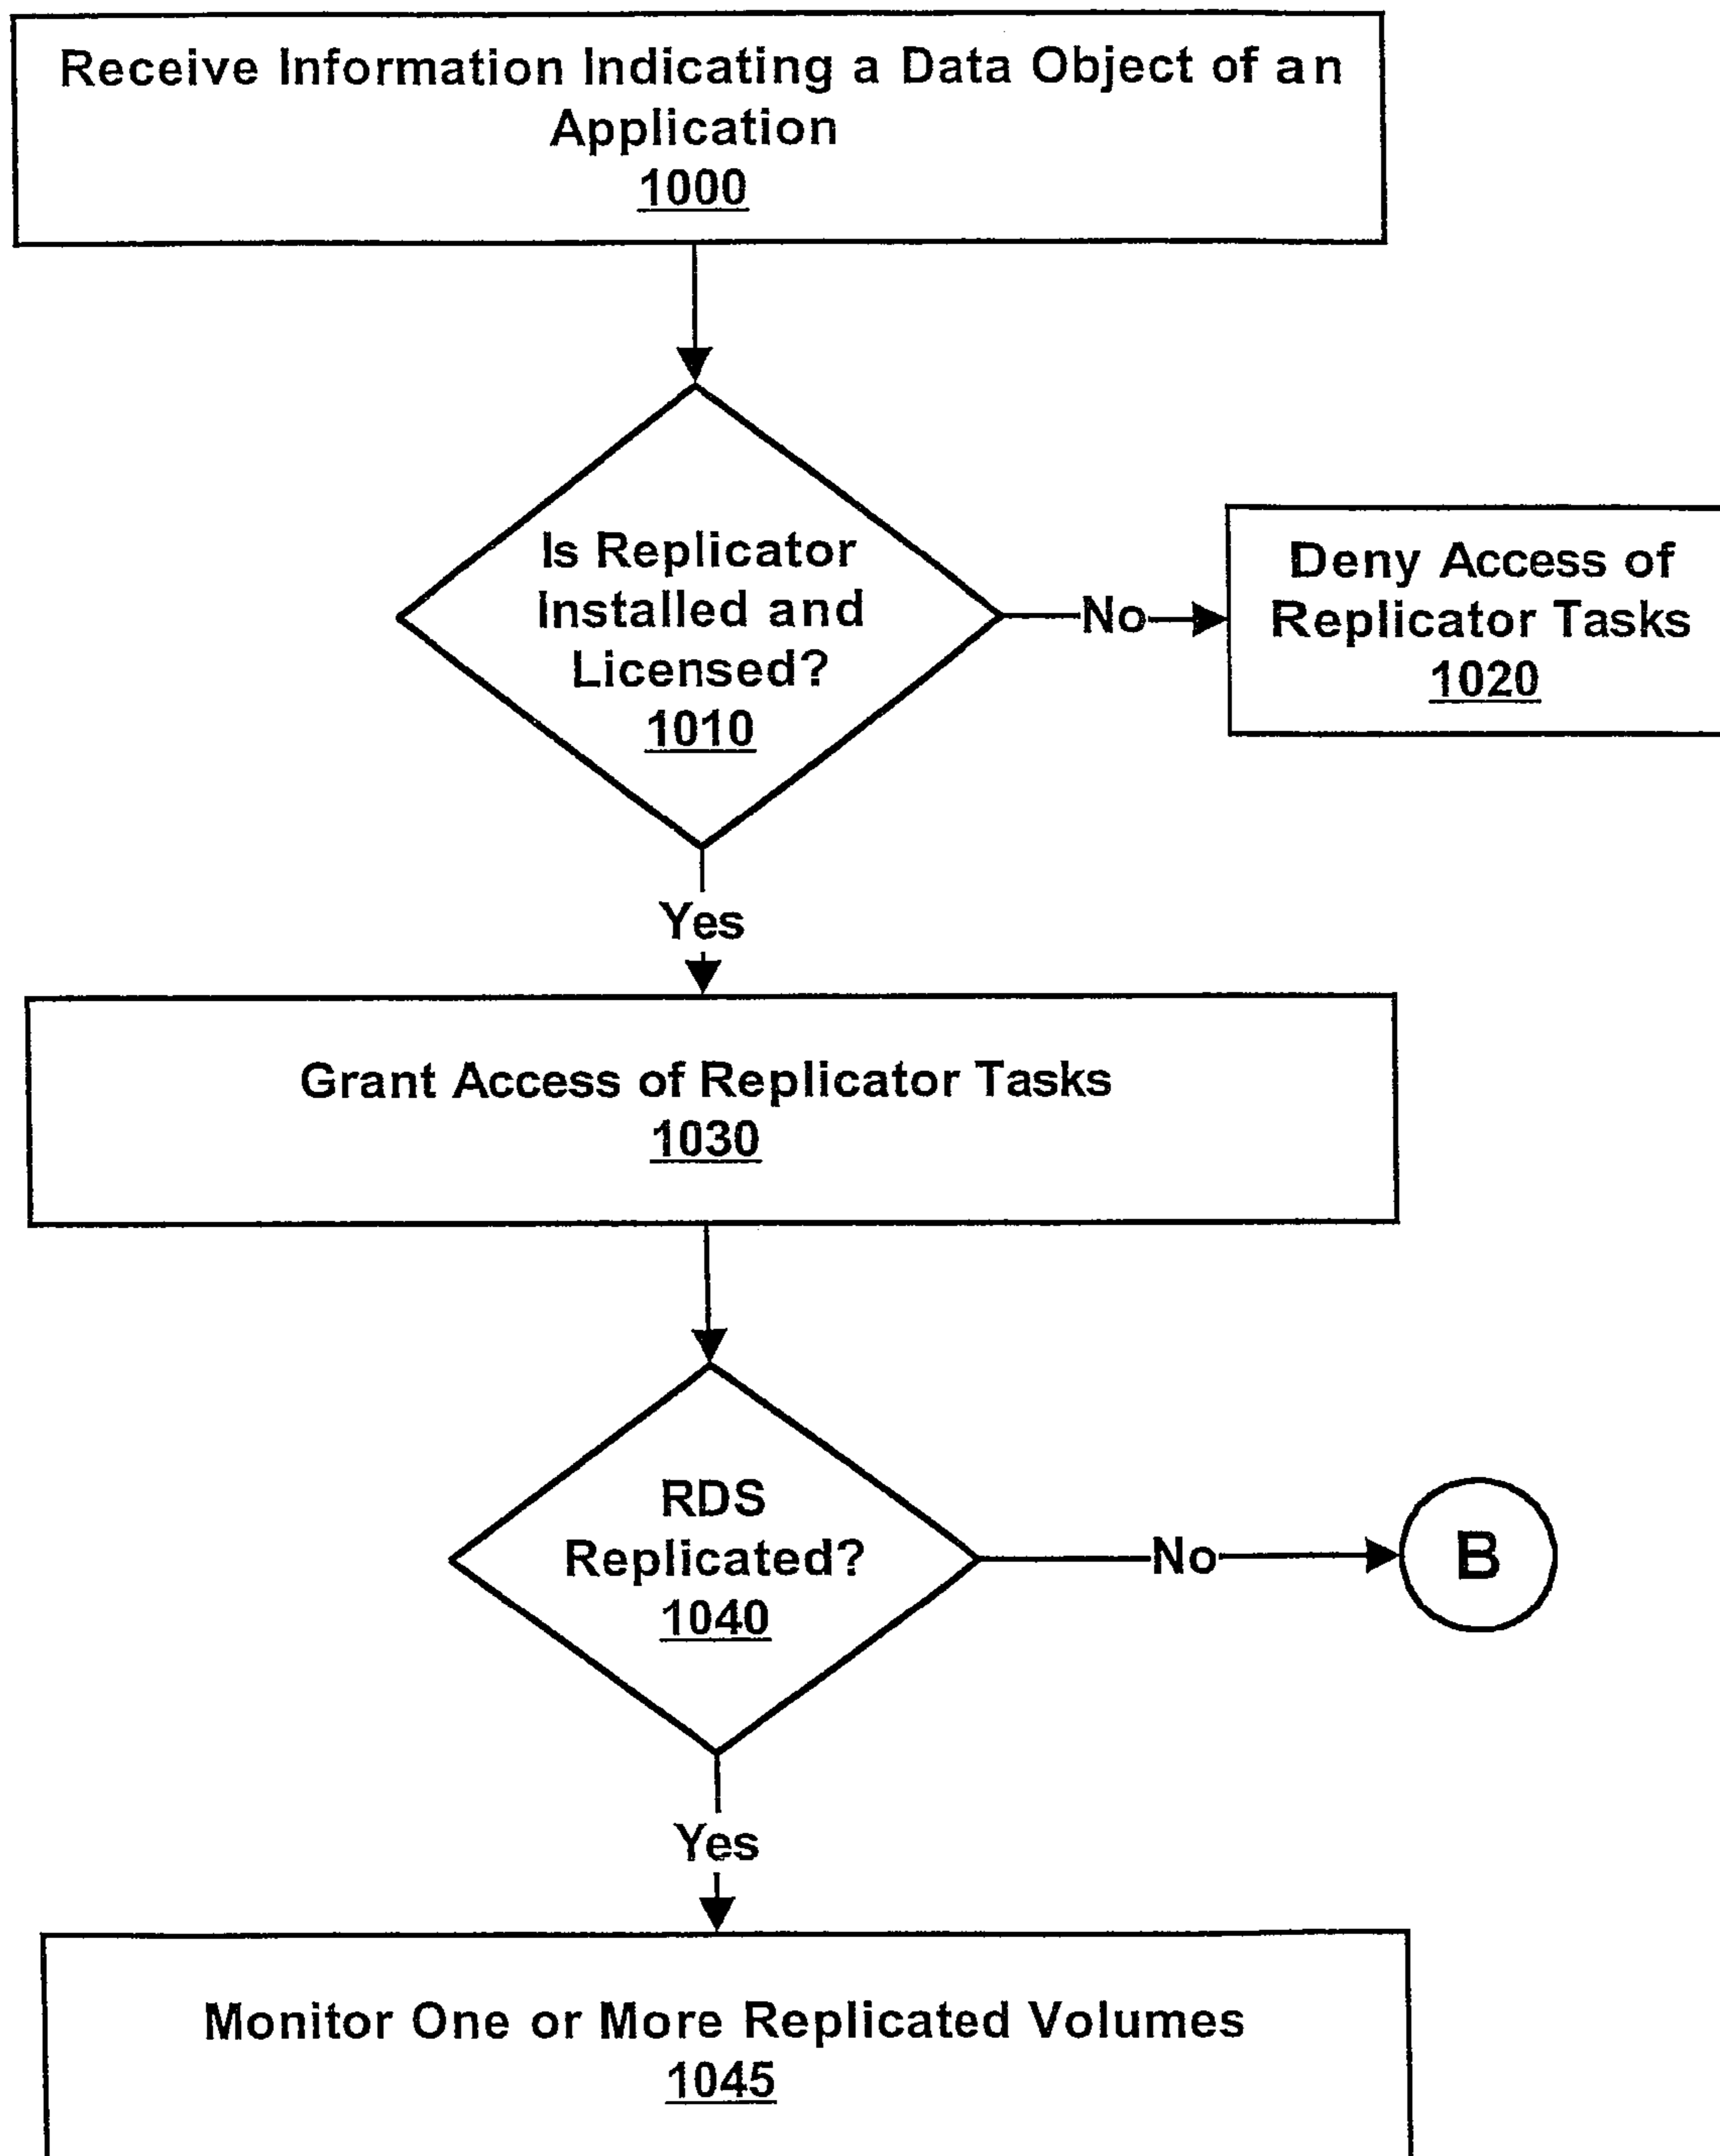 Receive Information Indicating a Data Object of an
Application
1000
Is Replicator
Installed and
Licensed?
1010
No
Deny Access of
Replicator Tasks
1020
Yes
Grant Access of Replicator Tasks
1030
RDS
Replicated?
1040
No
B
Yes
Monitor One or More Replicated Volumes
1045